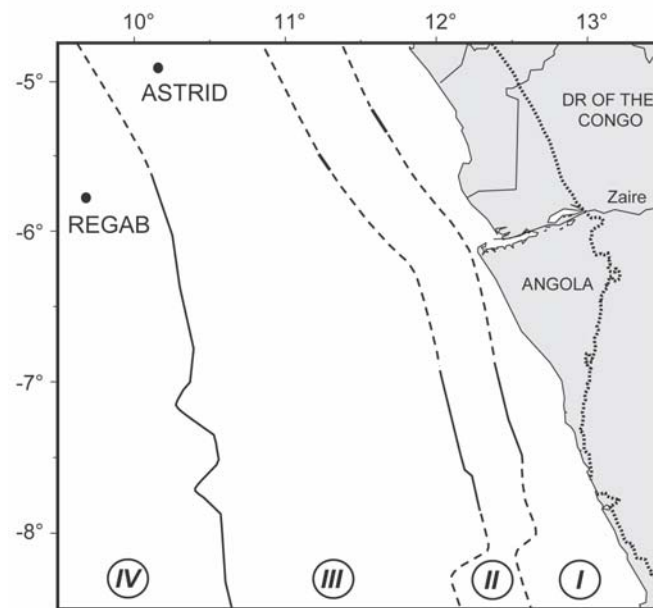 10° 11° 12° 13°
-5°
ASTRID
DR OF THE
CONGO
REGAB
Zaire
-6°
ANGOLA
-7°
-8°
IV III II I